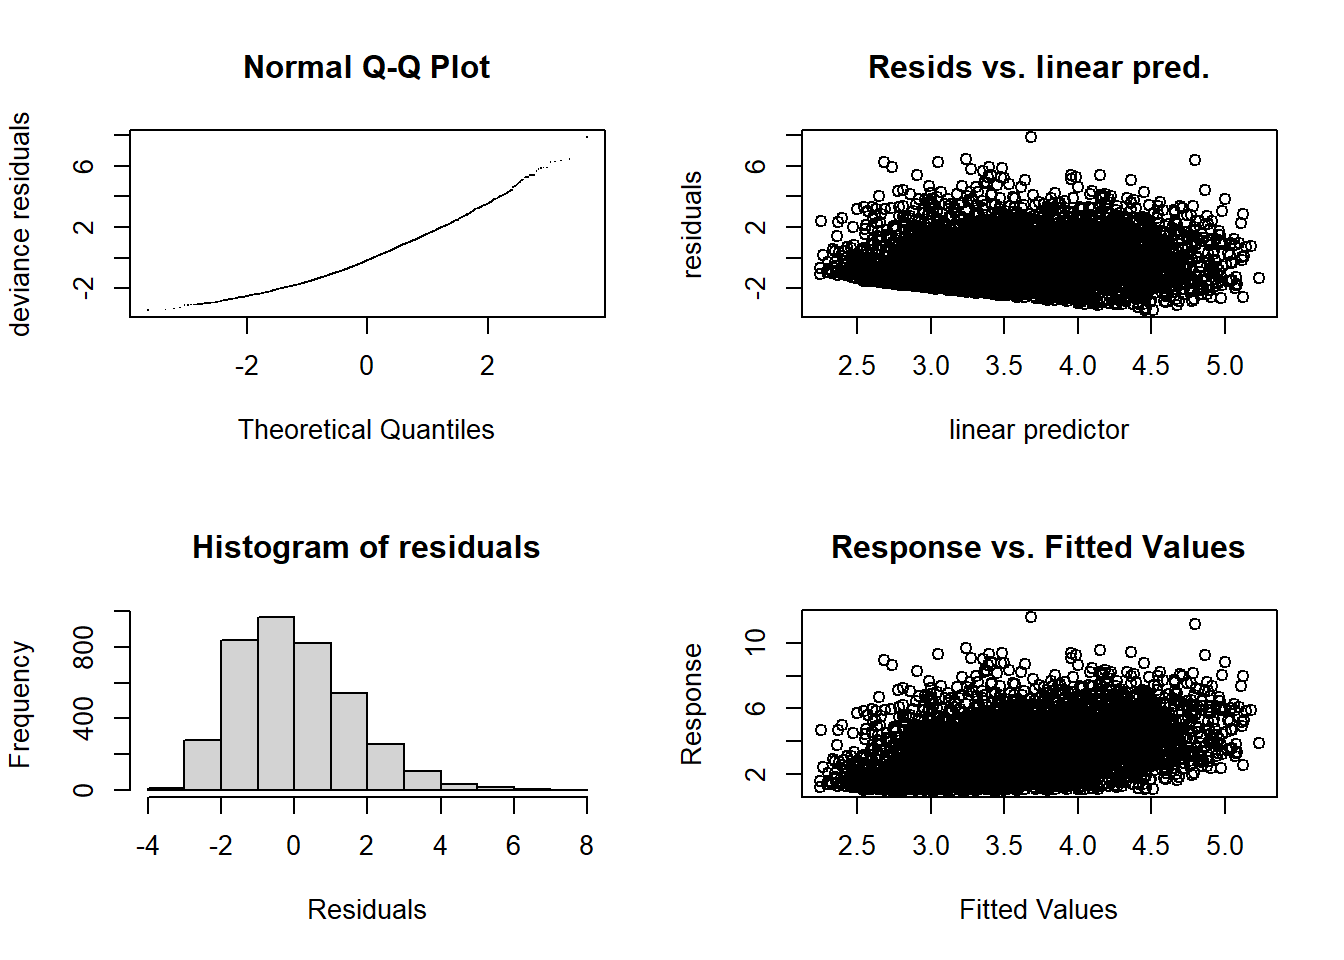 Normal Q-Q Plot
deviance residuals
-2 2 6
-2 0 2
Theoretical Quantiles
Resids vs. linear pred.
residuals
-2 2 6
2.5 3.0 3.5 4.0 4.5 5.0
linear predictor
Histogram of residuals
Frequency
0 400 800
-4 -2 0 2 4 6 8
Residuals
Response vs. Fitted Values
Response
2 6 10
2.5 3.0 3.5 4.0 4.5 5.0
Fitted Values